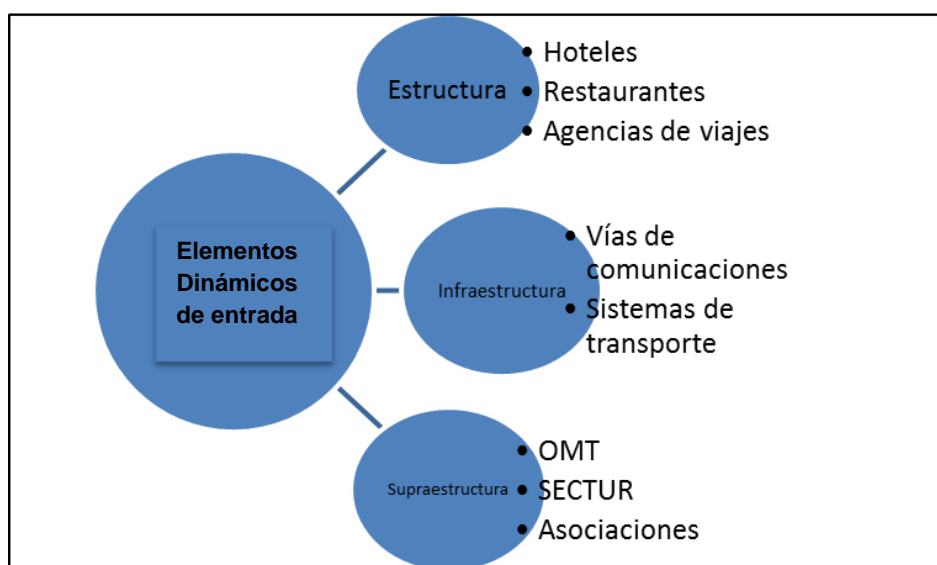 Elementos
Dinámicos
de entrada
Estructura
• Hoteles
• Restaurantes
• Agencias de viajes
Infraestructura
• Vías de
comunicaciones
• Sistemas de
transporte
Supraestructura
• OMT
• SECTUR
• Asociaciones